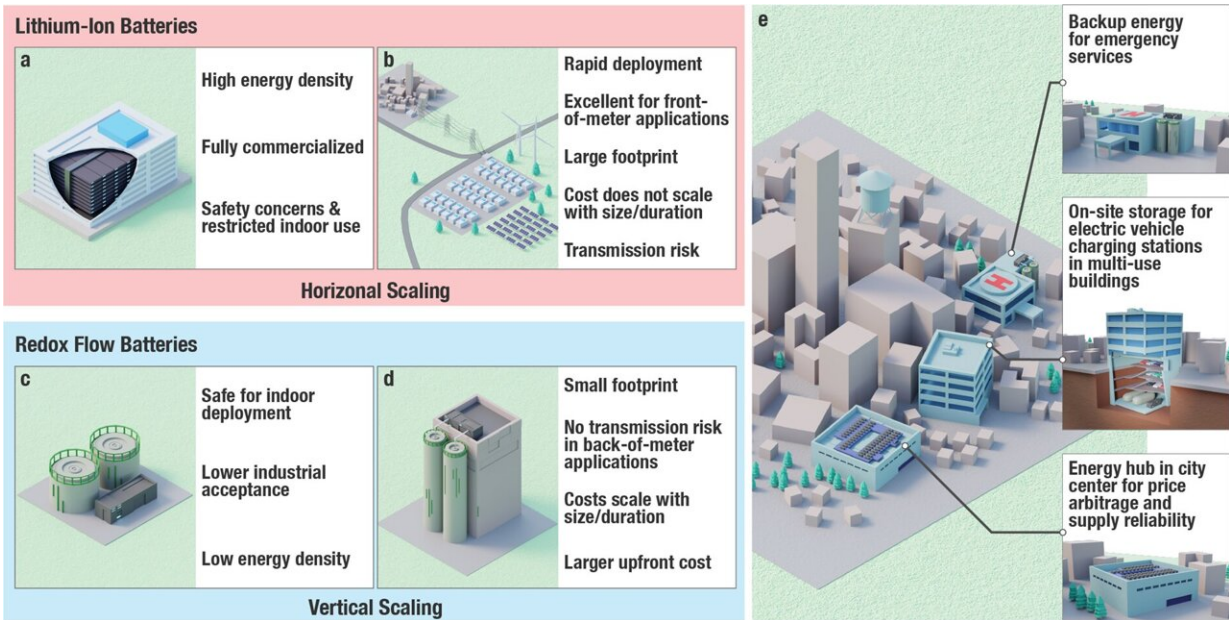 Lithium-Ion Batteries
a
High energy density
Fully commercialized
Safety concerns &
restricted indoor use
b
Rapid deployment
Excellent for front-
of-meter applications
Large footprint
Cost does not scale
with size/duration
Transmission risk
Horizonal Scaling
Redox Flow Batteries
c
Safe for indoor
deployment
Lower industrial
acceptance
Low energy density
d
Small footprint
No transmission risk
in back-of-meter
applications
Costs scale with
size/duration
Larger upfront cost
Vertical Scaling
e
H
Backup energy
for emergency
services
On-site storage for
electric vehicle
charging stations
in multi-use
buildings
Energy hub in city
center for price
arbitrage and
supply reliability